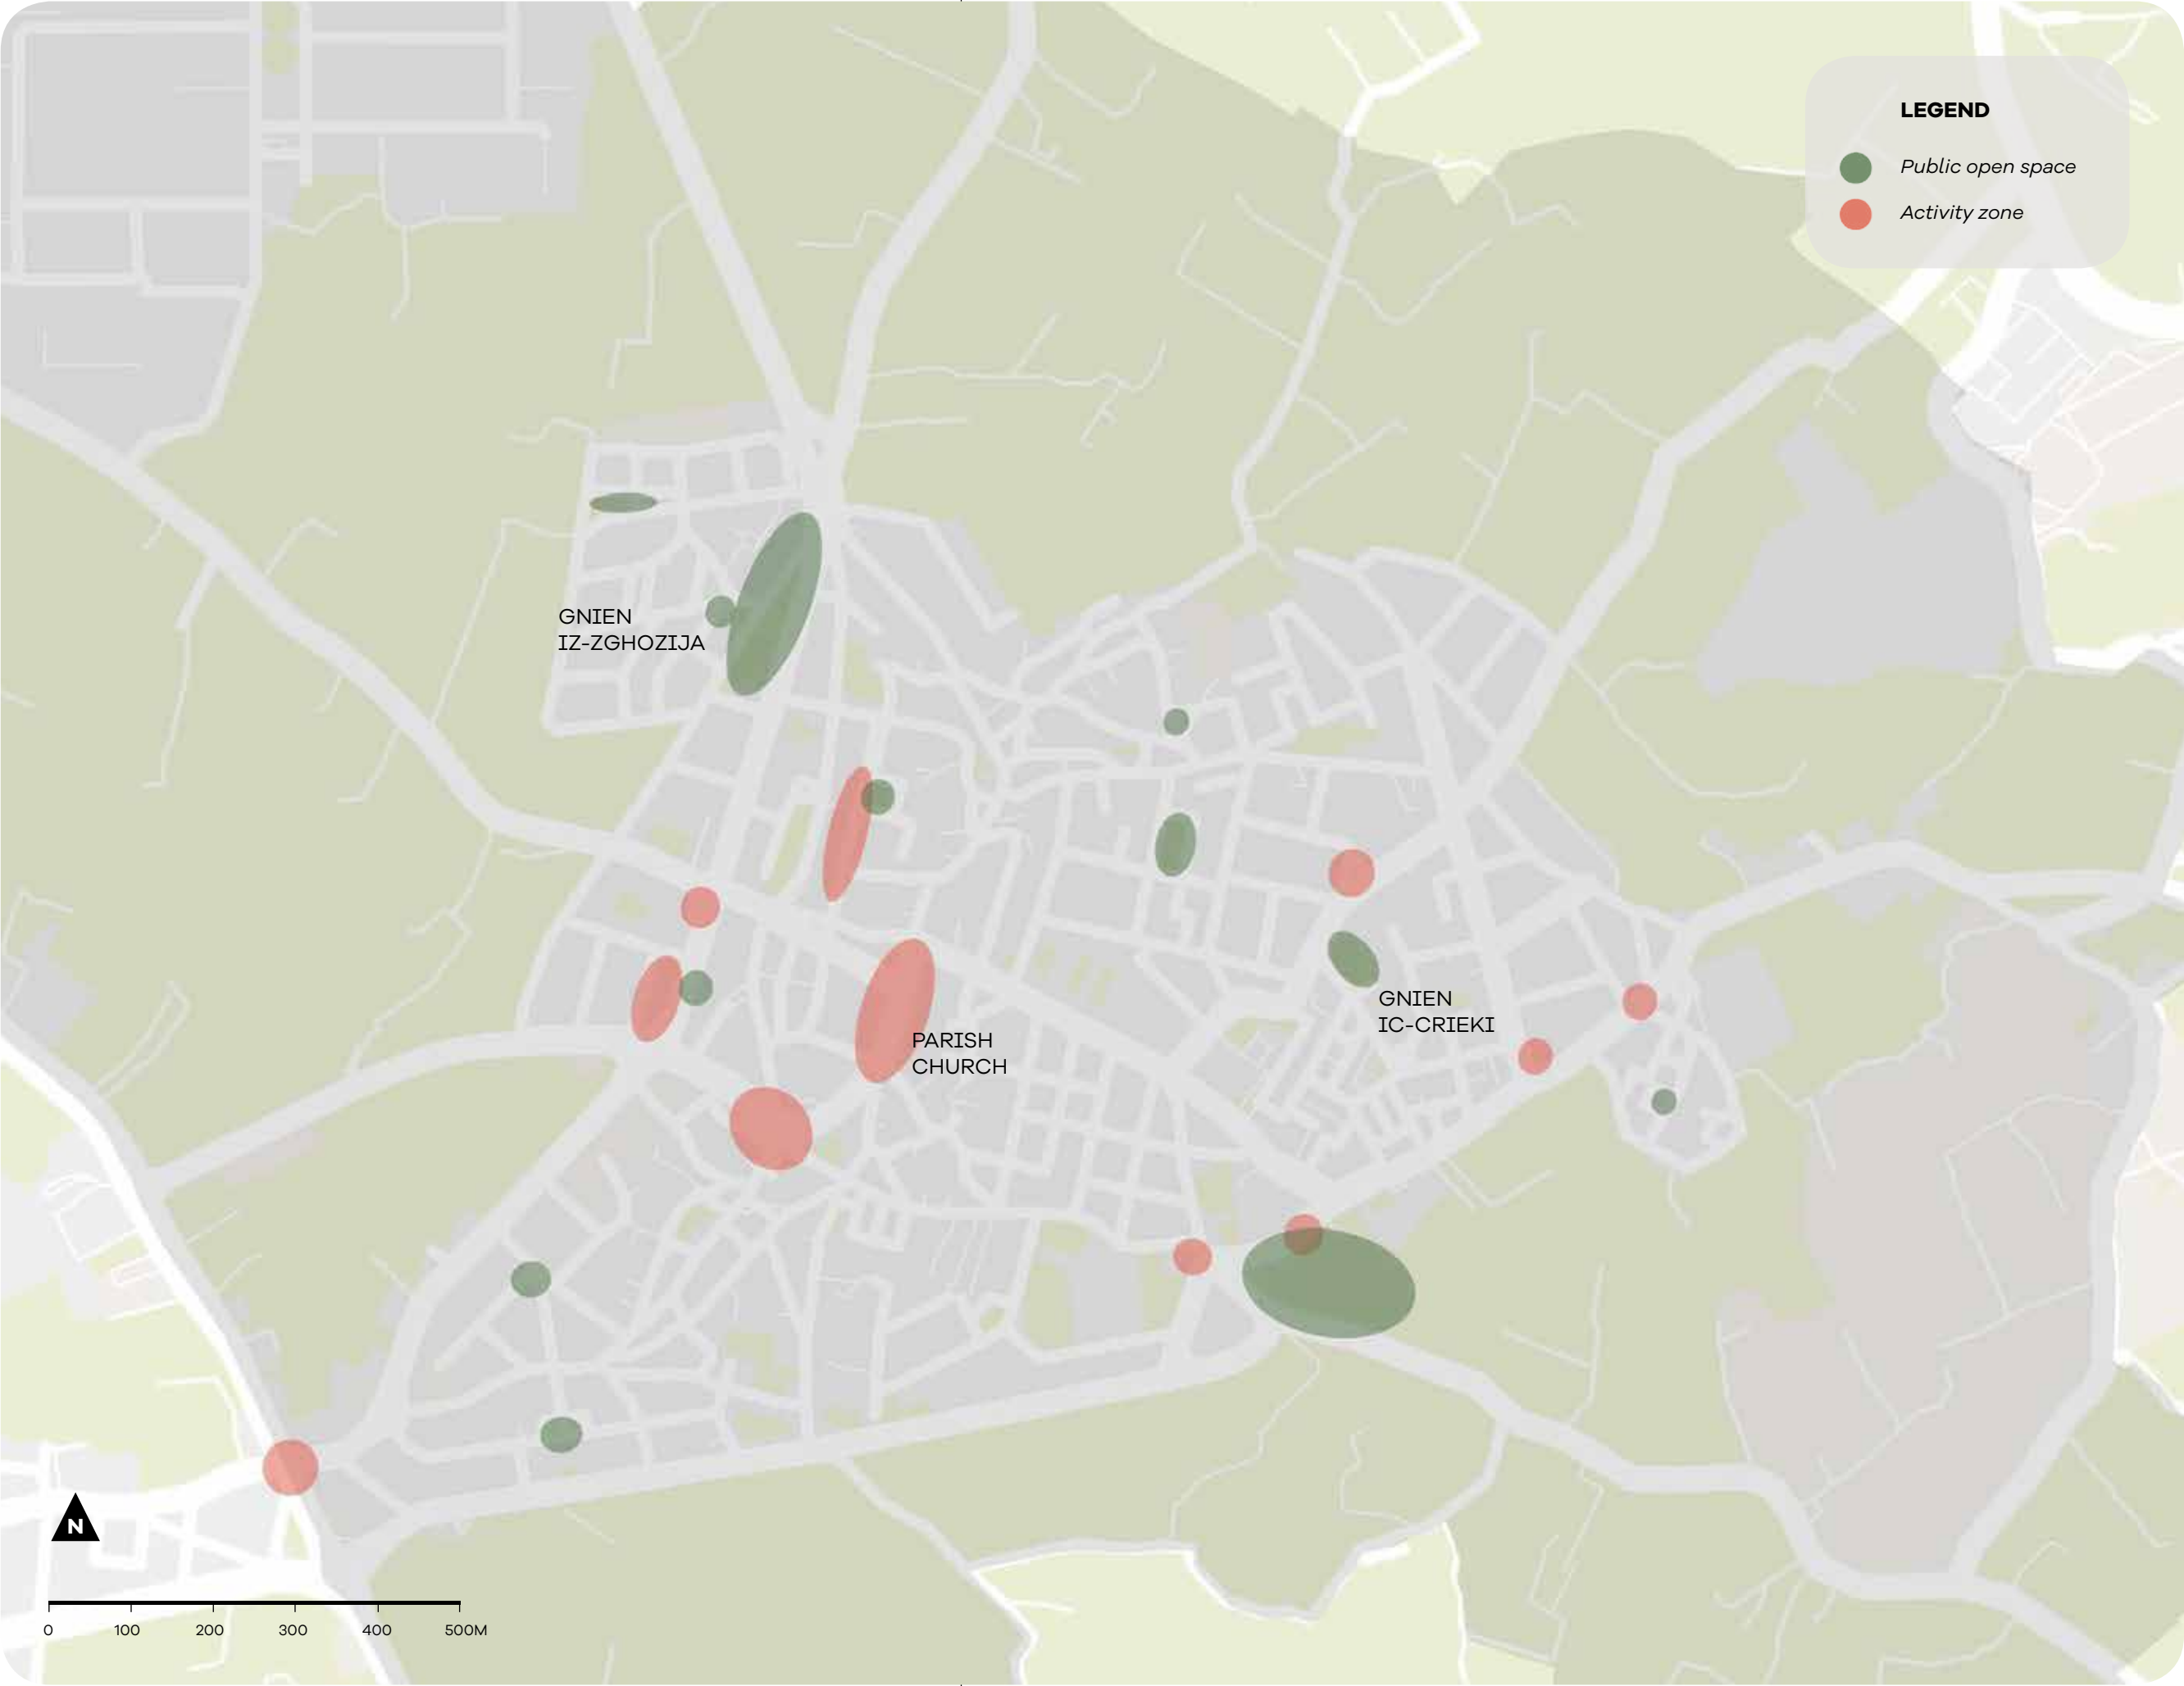 LEGEND
Public open space
Activity zone
GNIEN
IZ-ZGHOZIJA
GNIEN
IC-CRIEKI
PARISH
CHURCH
N
0 100 200 300 400 500M